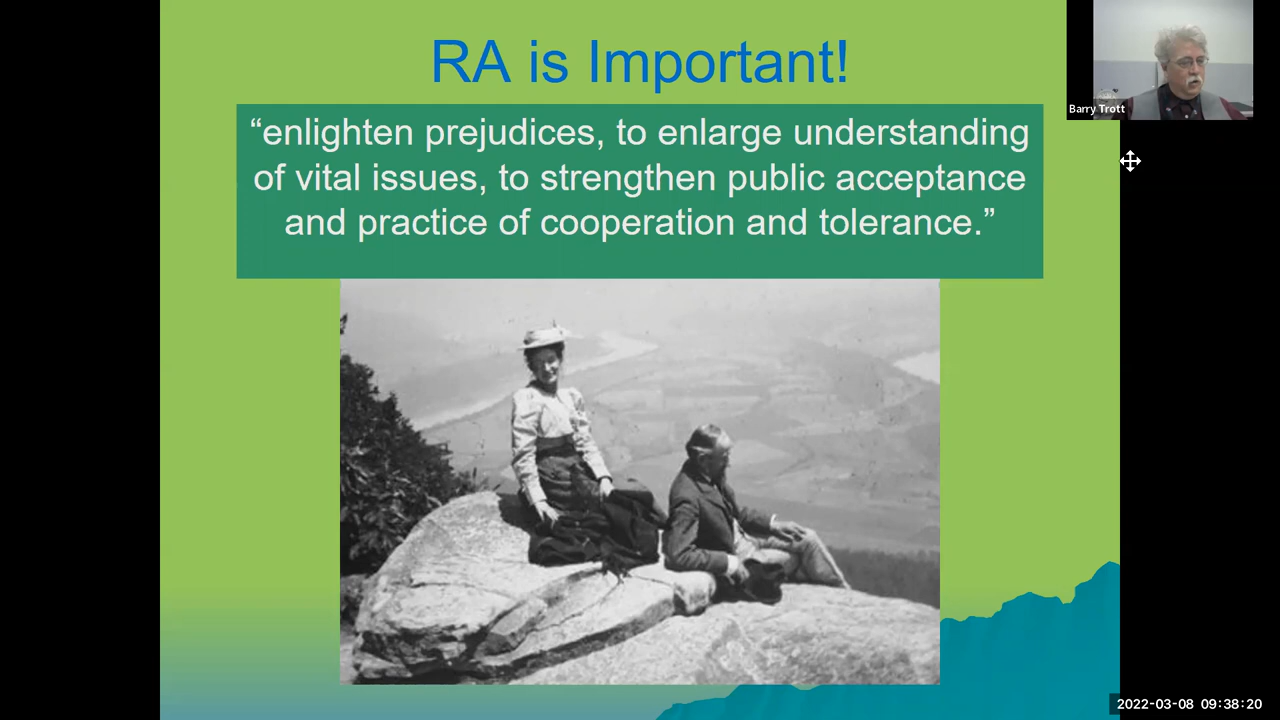 RA is Important!
“enlighten prejudices, to enlarge understanding
of vital issues, to strengthen public acceptance
and practice of cooperation and tolerance.”
Barry Trott
2022-03-08 09:38:20